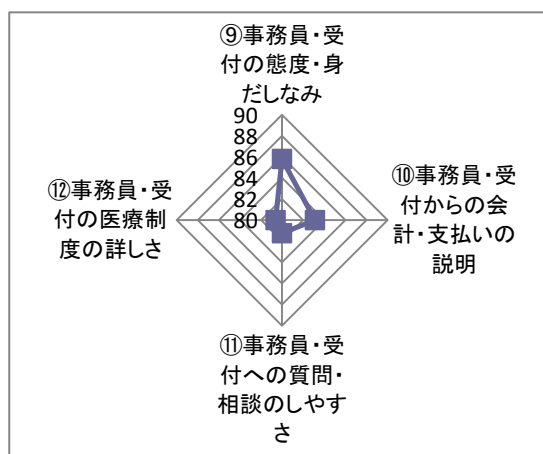 ⑨事務員・受
付の態度・身
だしなみ
90
88
86
84
82
80
⑩事務員・受
付からの会
計・支払いの
説明
⑪事務員・受
付への質問・
相談のしやす
さ
⑫事務員・受
付の医療制
度の詳しさ